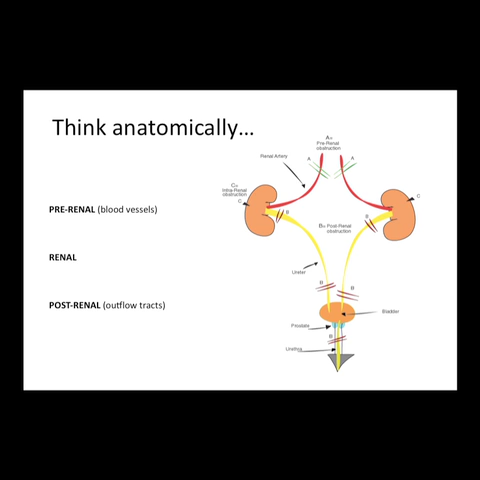 Think anatomically...
A=
Pre-Renal
obstruction
Renal Artery
A
A
C=
Intra-Renal
obstruction
C
C
PRE-RENAL (blood vessels)
B
B
B= Post-Renal
obstruction
RENAL
Ureter
B
B
POST-RENAL (outflow tracts)
Bladder
Prostate
B
Urethra